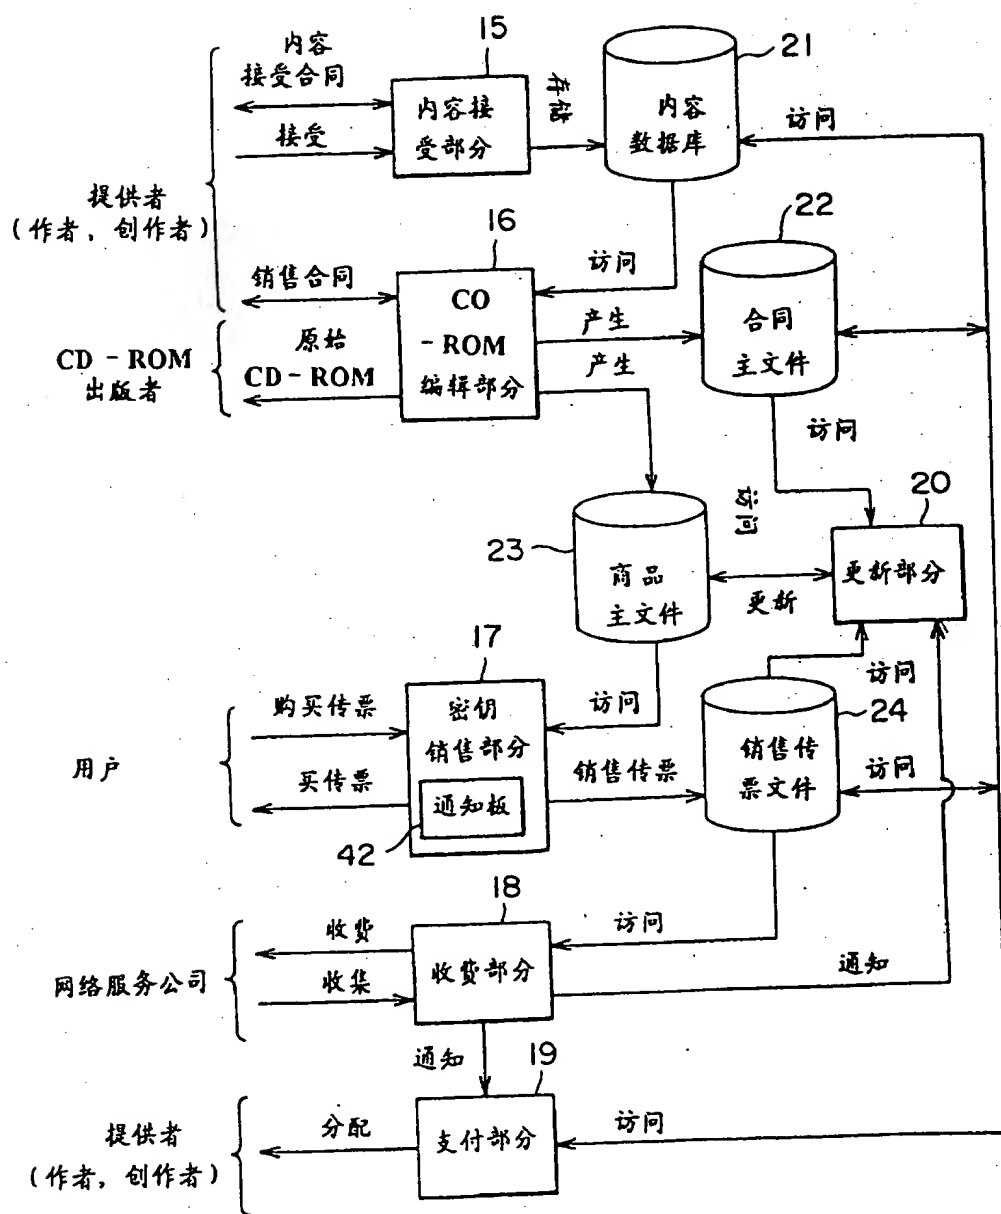 15
21
内容
接受合同
接受
内容接
受部分
存储
内容
数据库
访问
提供者
(作者，创作者)
16
22
销售合同
CO
-ROM
编辑部分
访问
产生
产生
合同
主文件
CD-ROM
出版者
原始
CD-ROM
访问
访问
20
23
商品
主文件
更新
更新部分
17
访问
用户
购买传票
买传票
密钥
销售部分
通知板
42
访问
销售传票
24
销售传
票文件
访问
18
网络服务公司
收费
收集
收费部分
访问
通知
通知
19
提供者
(作者，创作者)
分配
支付部分
访问